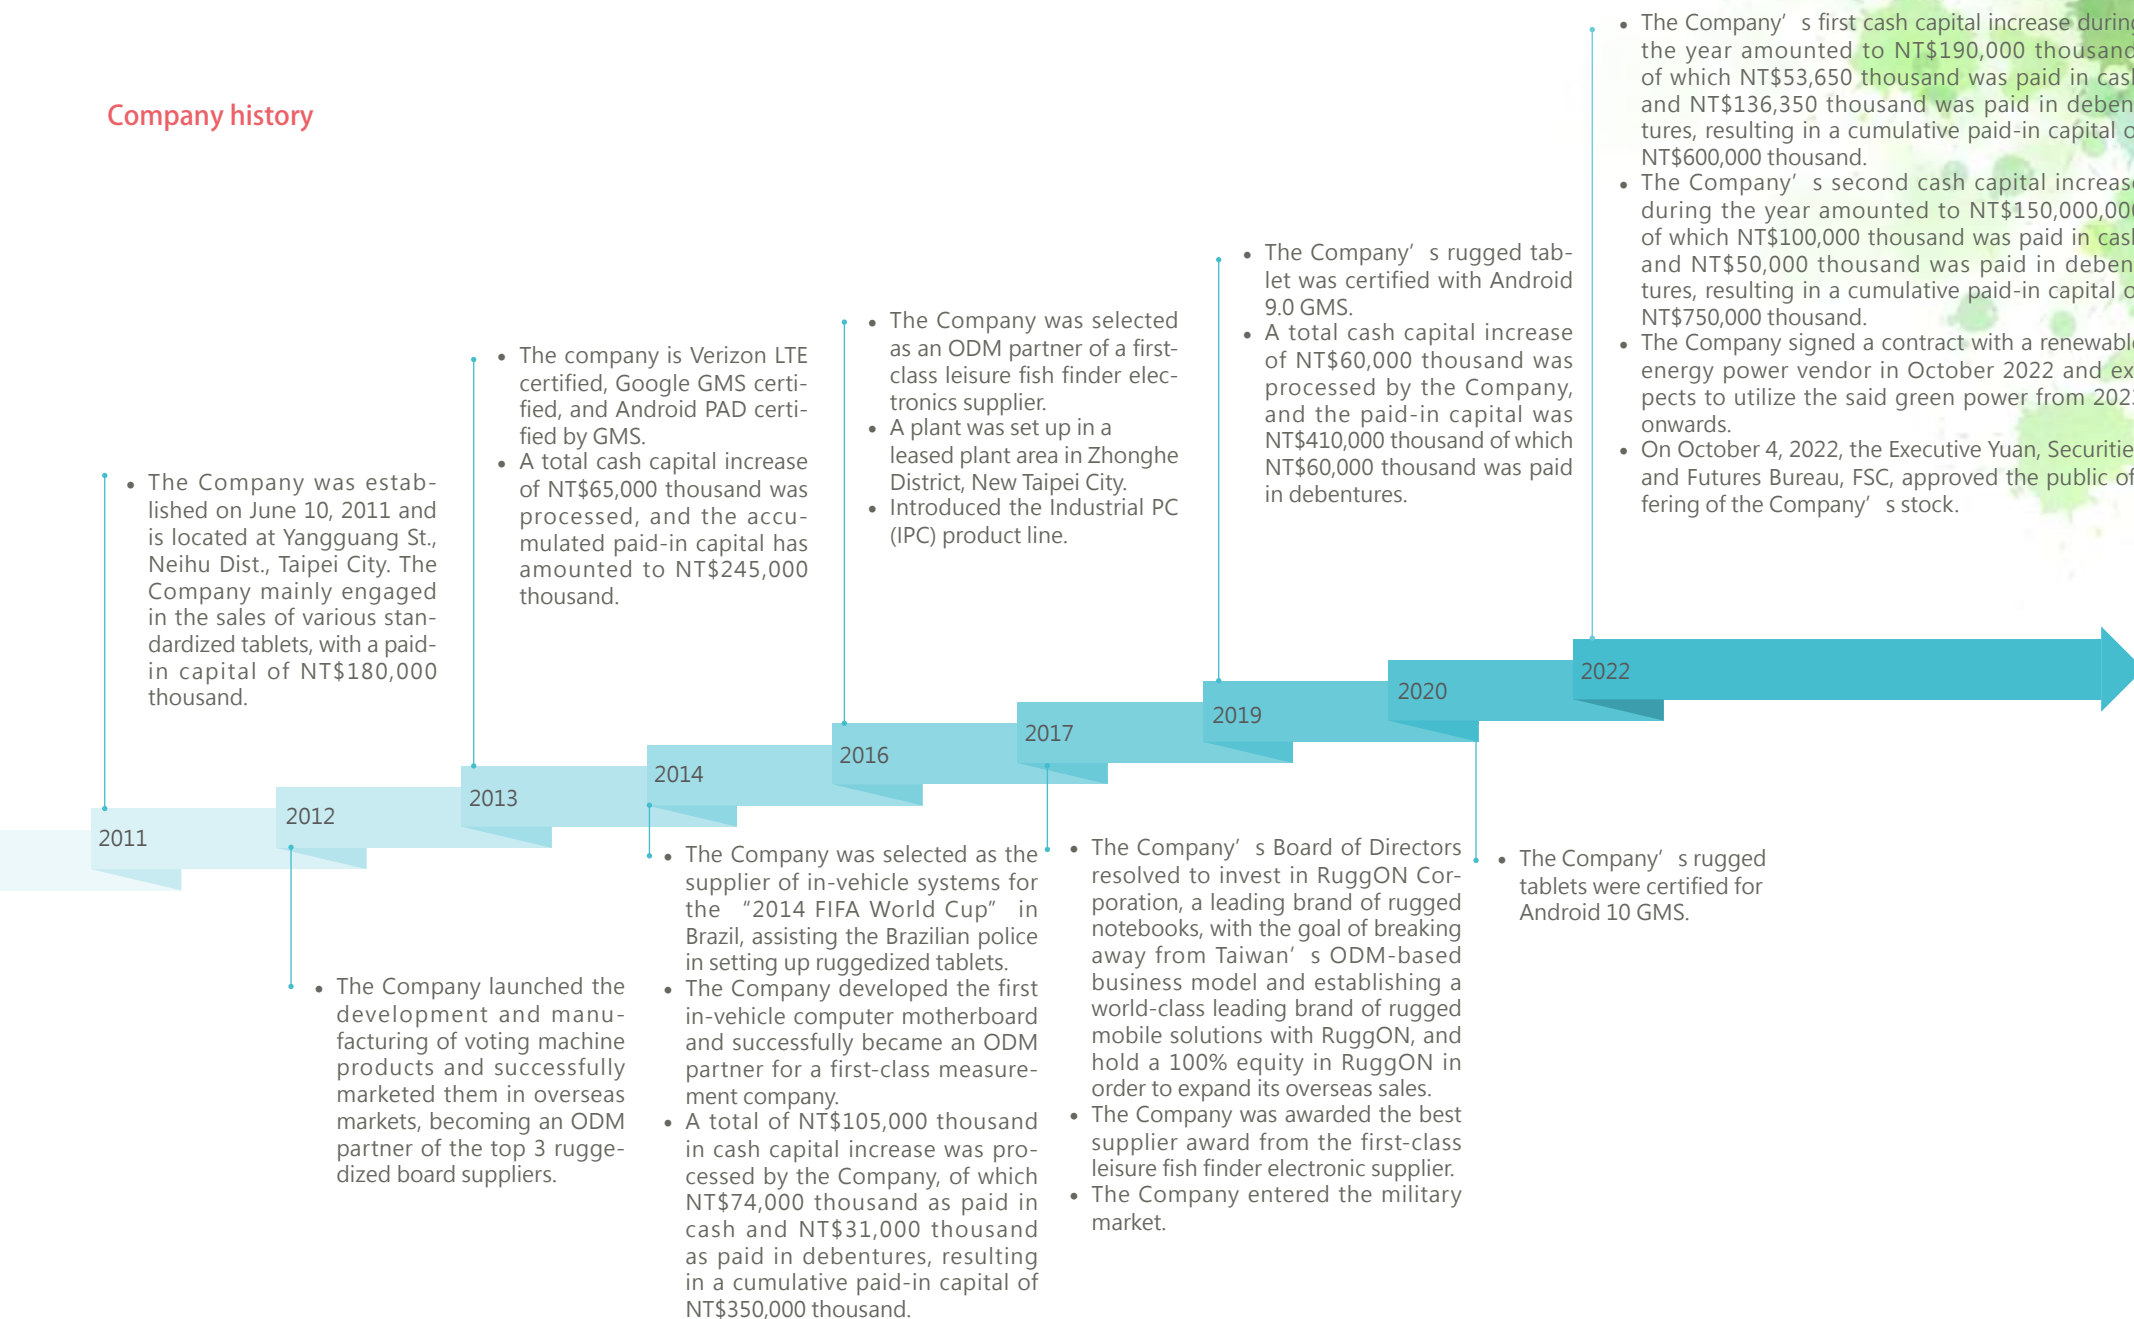 Company history
The Company was estab-
lished on June 10, 2011 and
is located at Yangguang St.,
Neihu Dist., Taipei City. The
Company mainly engaged
in the sales of various stan-
dardized tablets, with a paid-
in capital of NT$180,000
thousand.
2011
2012
The Company launched the
development and manu-
facturing of voting machine
products and successfully
marketed them in overseas
markets, becoming an ODM
partner of the top 3 rugge-
dized board suppliers.
The company is Verizon LTE
certified, Google GMS certi-
fied, and Android PAD certi-
fied by GMS.
A total cash capital increase
of NT$65,000 thousand was
processed, and the accu-
mulated paid-in capital has
amounted to NT$245,000
thousand.
2013
2014
The Company was selected as the
supplier of in-vehicle systems for
the “2014 FIFA World Cup” in
Brazil, assisting the Brazilian police
in setting up ruggedized tablets.
The Company developed the first
in-vehicle computer motherboard
and successfully became an ODM
partner for a first-class measure-
ment company.
A total of NT$105,000 thousand
in cash capital increase was pro-
cessed by the Company, of which
NT$74,000 thousand as paid in
cash and NT$31,000 thousand
as paid in debentures, resulting
in a cumulative paid-in capital of
NT$350,000 thousand.
The Company was selected
as an ODM partner of a first-
class leisure fish finder elec-
tronics supplier.
A plant was set up in a
leased plant area in Zhonghe
District, New Taipei City.
Introduced the Industrial PC
(IPC) product line.
2016
2017
The Company’s Board of Directors
resolved to invest in RuggON Cor-
poration, a leading brand of rugged
notebooks, with the goal of breaking
away from Taiwan’s ODM-based
business model and establishing a
world-class leading brand of rugged
mobile solutions with RuggON, and
hold a 100% equity in RuggON in
order to expand its overseas sales.
The Company was awarded the best
supplier award from the first-class
leisure fish finder electronic supplier.
The Company entered the military
market.
The Company’s rugged tab-
let was certified with Android
9.0 GMS.
A total cash capital increase
of NT$60,000 thousand was
processed by the Company,
and the paid-in capital was
NT$410,000 thousand of which
NT$60,000 thousand was paid
in debentures.
2019
2020
The Company’s rugged
tablets were certified for
Android 10 GMS.
The Company’s first cash capital increase during
the year amounted to NT$190,000 thousand
of which NT$53,650 thousand was paid in cash
and NT$136,350 thousand was paid in deben
tures, resulting in a cumulative paid-in capital o
NT$600,000 thousand.
The Company’s second cash capital increase
during the year amounted to NT$150,000,000
of which NT$100,000 thousand was paid in cash
and NT$50,000 thousand was paid in deben
tures, resulting in a cumulative paid-in capital o
NT$750,000 thousand.
The Company signed a contract with a renewable
energy power vendor in October 2022 and ex
pects to utilize the said green power from 2023
onwards.
On October 4, 2022, the Executive Yuan, Securitie
and Futures Bureau, FSC, approved the public of
fering of the Company’s stock.
2022